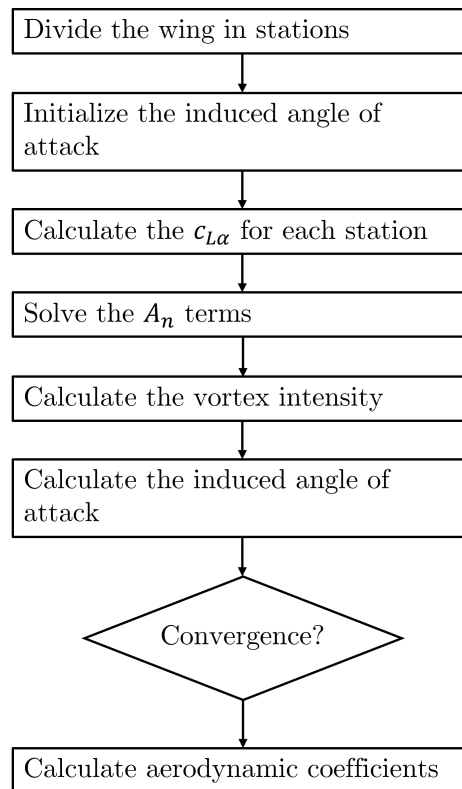 Divide the wing in stations
Initialize the induced angle of
attack
Calculate the c_{Lα} for each station
Solve the A_n terms
Calculate the vortex intensity
Calculate the induced angle of
attack
Convergence?
Calculate aerodynamic coefficients